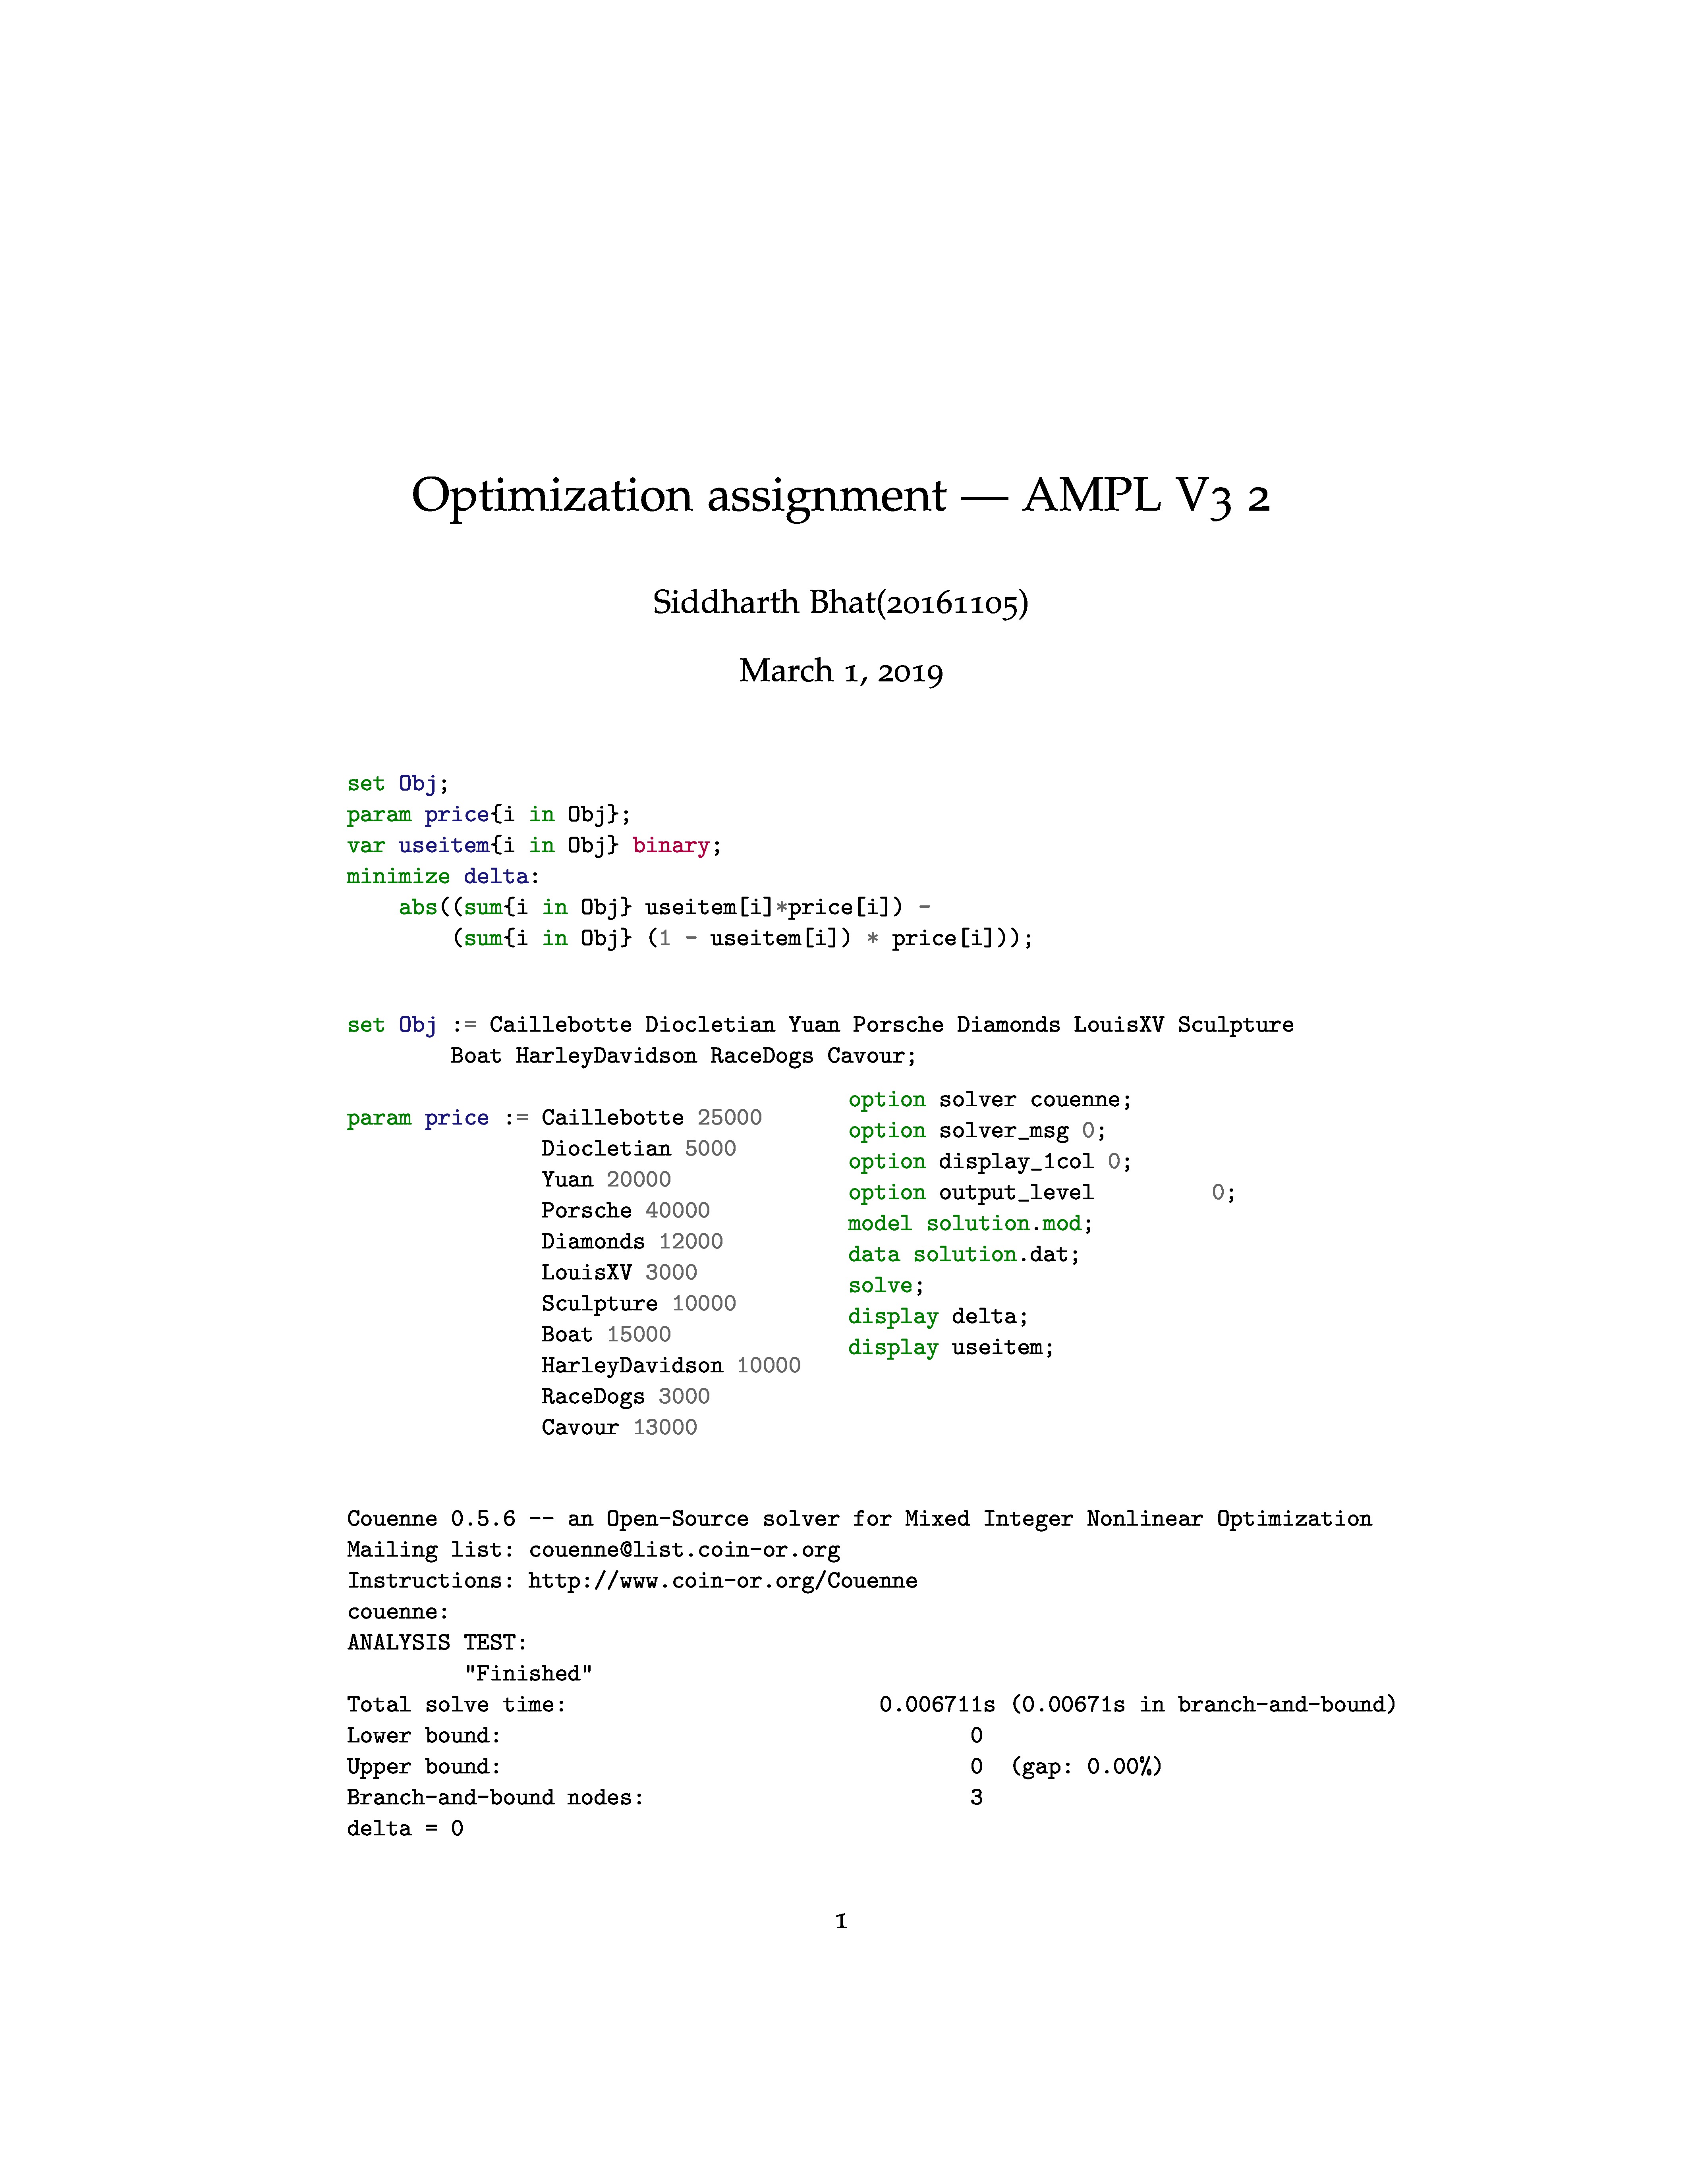 Optimization assignment — AMPL V3 2
Siddharth Bhat(20161105)
March 1, 2019
set Obj;
param price{i in Obj};
var useitem{i in Obj} binary;
minimize delta:
    abs((sum{i in Obj} useitem[i]*price[i]) -
        (sum{i in Obj} (1 - useitem[i]) * price[i]));
set Obj := Caillebotte Diocletian Yuan Porsche Diamonds LouisXV Sculpture
        Boat HarleyDavidson RaceDogs Cavour;
param price := Caillebotte 25000
               Diocletian 5000
               Yuan 20000
               Porsche 40000
               Diamonds 12000
               LouisXV 3000
               Sculpture 10000
               Boat 15000
               HarleyDavidson 10000
               RaceDogs 3000
               Cavour 13000
option solver couenne;
option solver_msg 0;
option display_1col 0;
option output_level         0;
model solution.mod;
data solution.dat;
solve;
display delta;
display useitem;
Couenne 0.5.6 -- an Open-Source solver for Mixed Integer Nonlinear Optimization
Mailing list: couenne@list.coin-or.org
Instructions: http://www.coin-or.org/Couenne
couenne:
ANALYSIS TEST:
         "Finished"
Total solve time:                        0.006711s (0.00671s in branch-and-bound)
Lower bound:                                    0
Upper bound:                                    0  (gap: 0.00%)
Branch-and-bound nodes:                         3
delta = 0
1